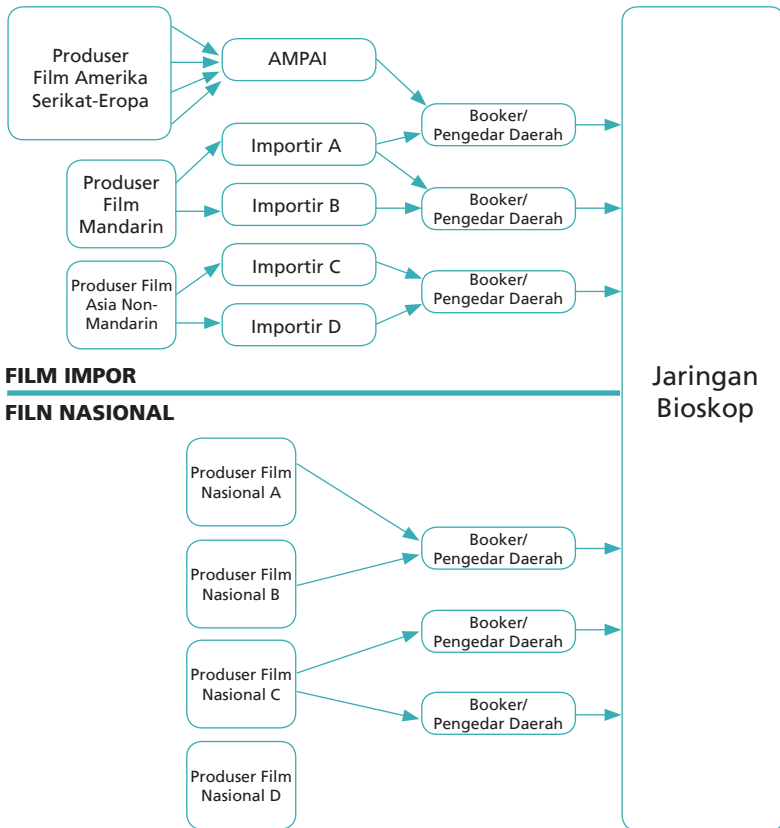 Produser
Film Amerika
Serikat-Eropa
AMPAI
Booker/
Pengedar Daerah
Importir A
Produser
Film
Mandarin
Importir B
Booker/
Pengedar Daerah
Importir C
Produser Film
Asia Non-
Mandarin
Booker/
Pengedar Daerah
Importir D
FILM IMPOR
FILN NASIONAL
Jaringan
Bioskop
Produser Film
Nasional A
Booker/
Pengedar Daerah
Produser Film
Nasional B
Booker/
Pengedar Daerah
Produser Film
Nasional C
Booker/
Pengedar Daerah
Produser Film
Nasional D